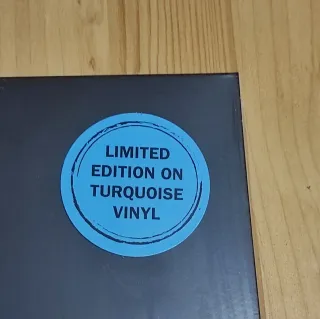 LIMITED
EDITION ON
TURQUOISE
VINYL